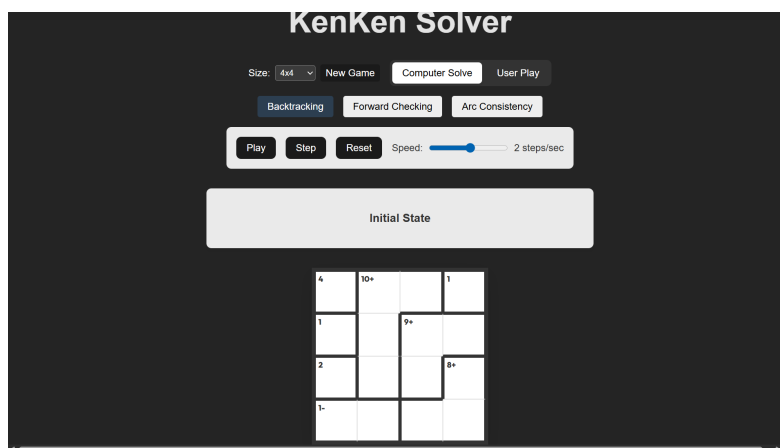 KenKen Solver
Size: 4x4 New Game Computer Solve User Play
Backtracking Forward Checking Arc Consistency
Play Step Reset Speed: 2 steps/sec
Initial State
4 10+ 1
1 9+
2 8+
1-